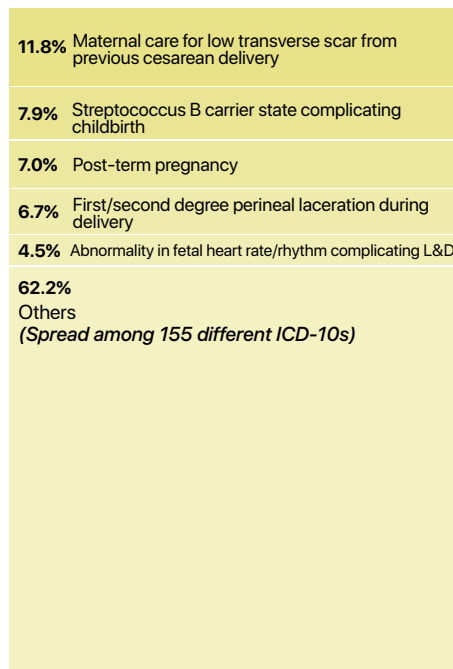 11.8% Maternal care for low transverse scar from
previous cesarean delivery
7.9% Streptococcus B carrier state complicating
childbirth
7.0% Post-term pregnancy
6.7% First/second degree perineal laceration during
delivery
4.5% Abnormality in fetal heart rate/rhythm complicating L&D
62.2%
Others
(Spread among 155 different ICD-10s)